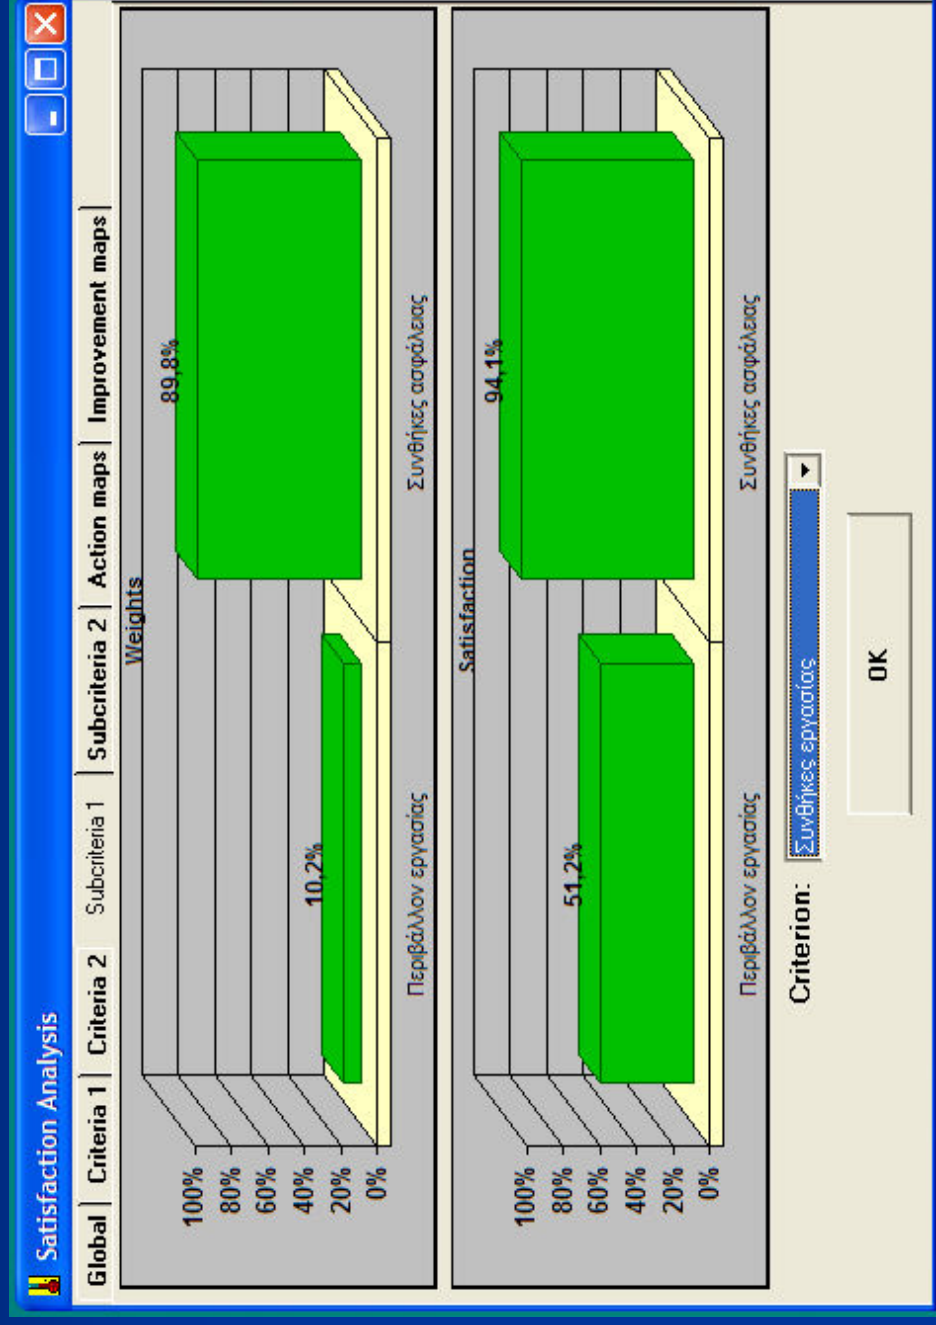 Satisfaction Analysis
Global Criteria 1 Criteria 2 Subcriteria 1 Subcriteria 2 Action maps Improvement maps
Weights
100%
80%
60%
40%
20%
0%
10,2%
89,8%
Περιβάλλον εργασίας Συνθήκες ασφάλειας
Satisfaction
100%
80%
60%
40%
20%
0%
51,2%
94,1%
Περιβάλλον εργασίας Συνθήκες ασφάλειας
Criterion: Συνθήκες εργασίας
OK